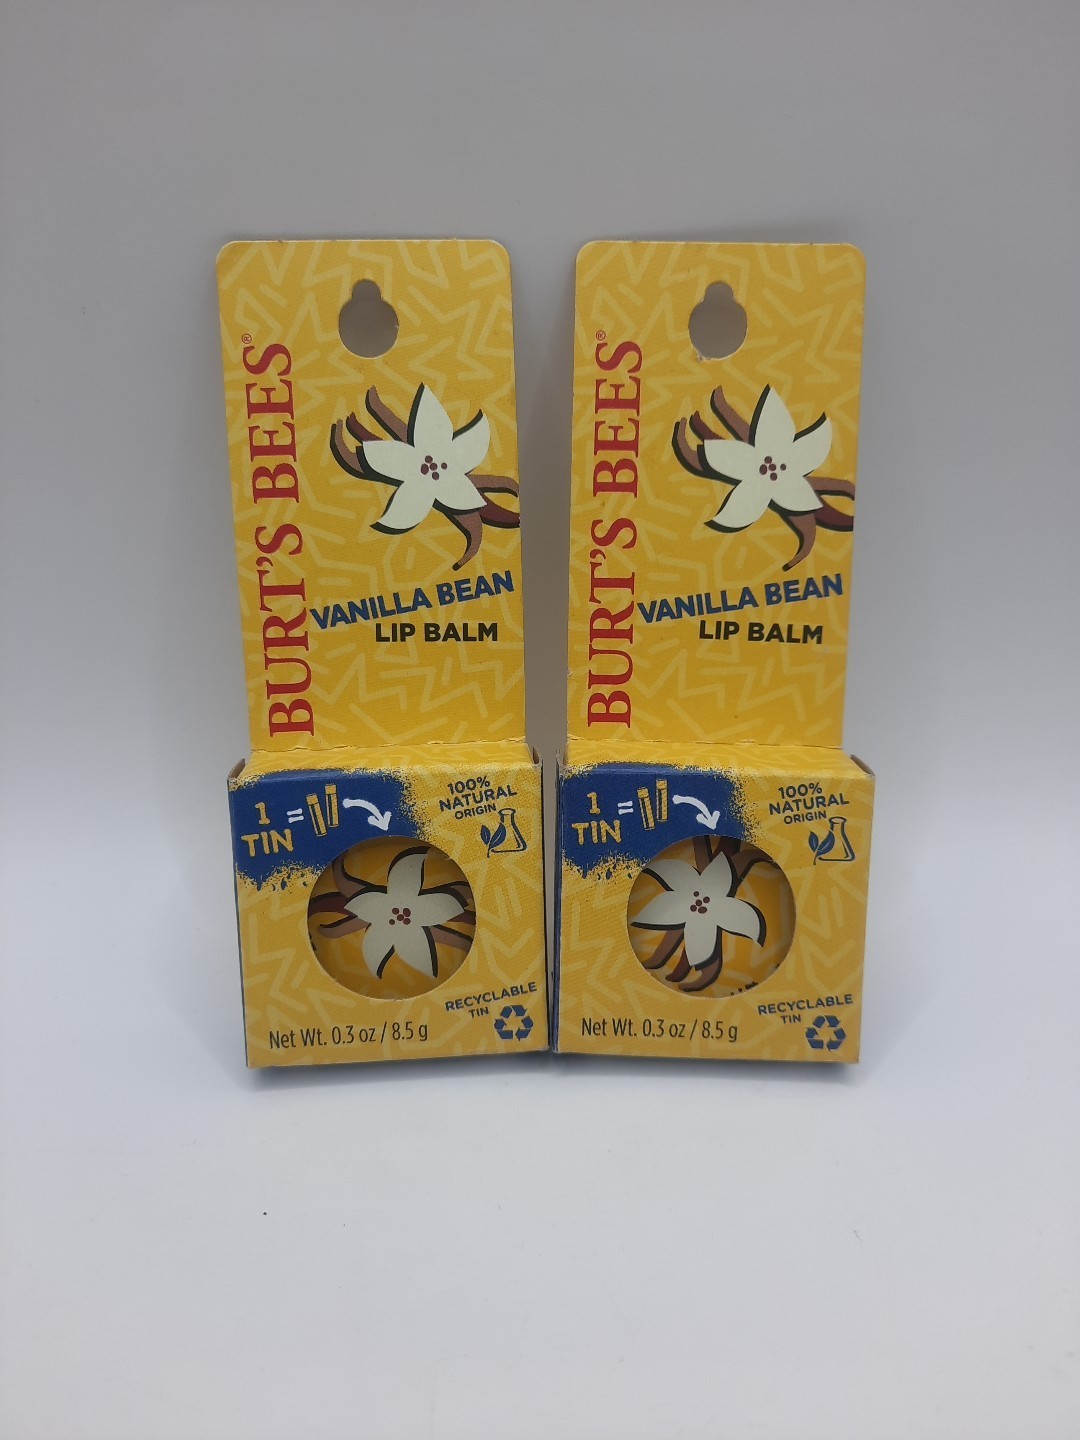 BURT'S BEES®
VANILLA BEAN
LIP BALM
1
TIN
=
100%
NATURAL
ORIGIN
RECYCLABLE
TIN
Net Wt. 0.3 oz / 8.5 g
BURT'S BEES®
VANILLA BEAN
LIP BALM
1
TIN
=
100%
NATURAL
ORIGIN
RECYCLABLE
TIN
Net Wt. 0.3 oz / 8.5 g